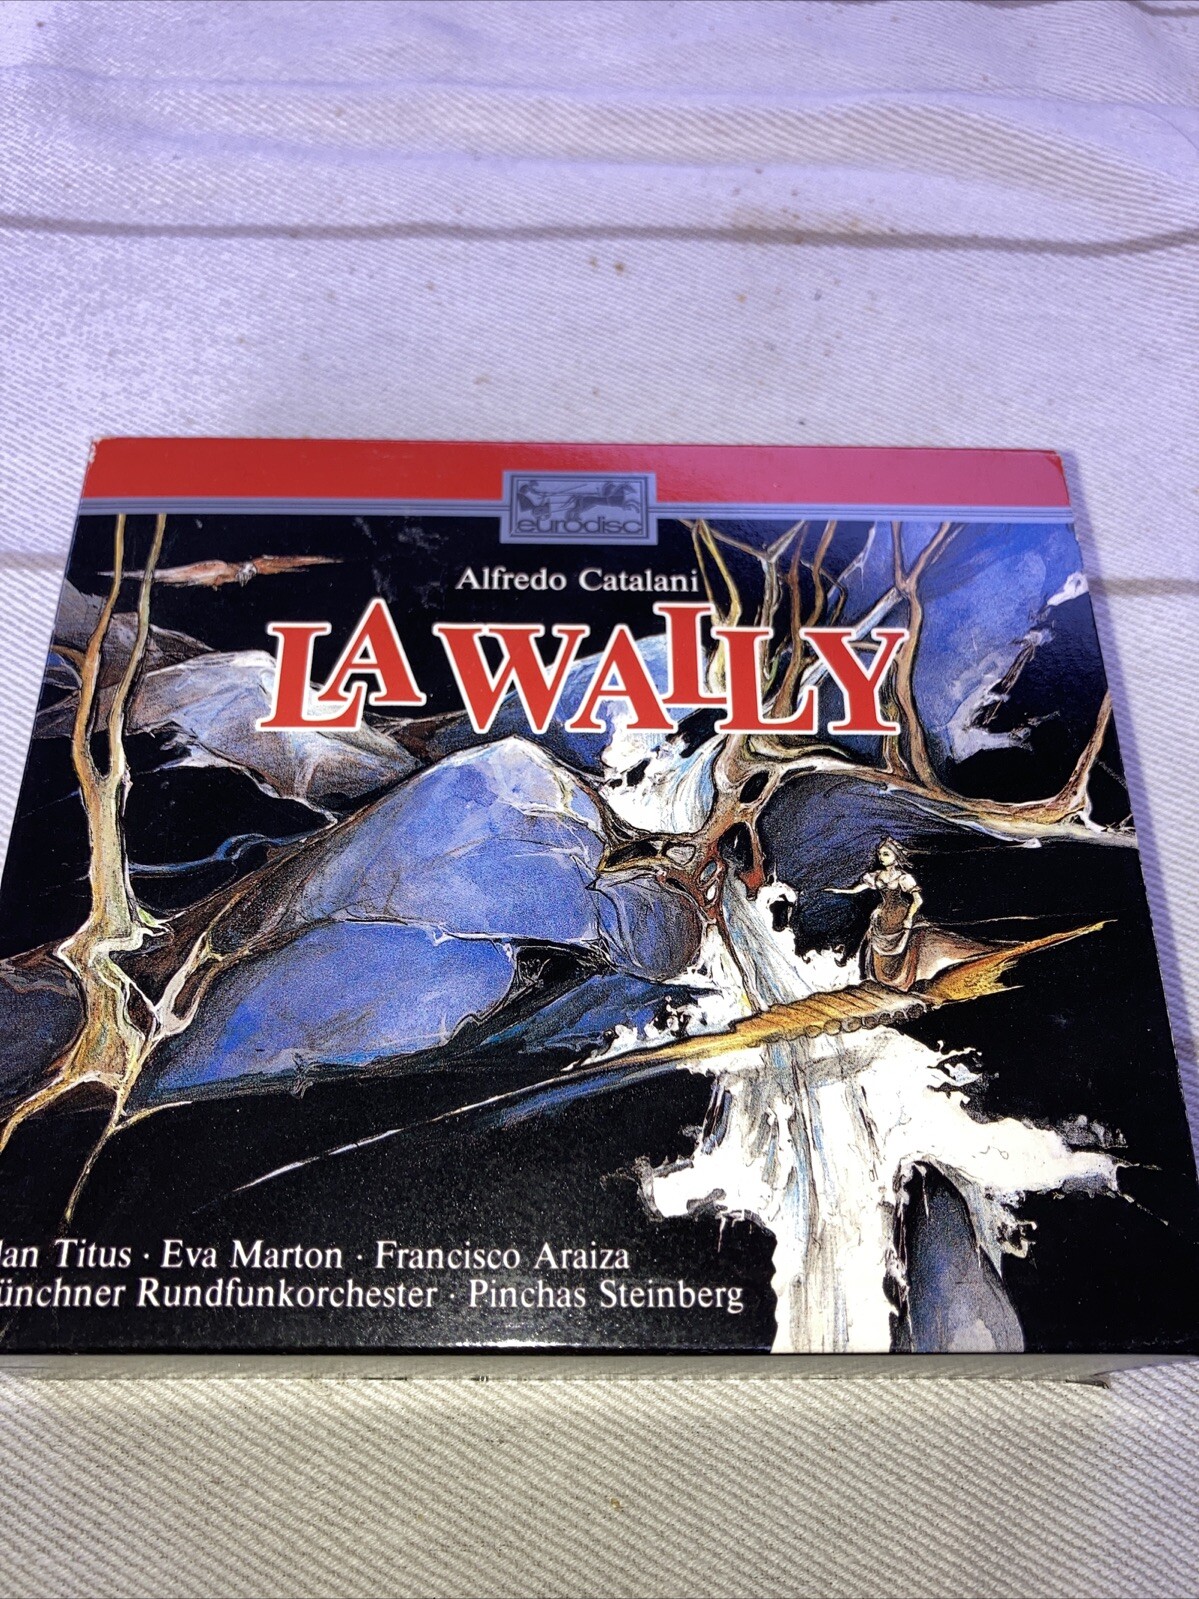 eurodisc
Alfredo Catalani
LA WALLY
lan Titus · Eva Marton · Francisco Araiza
ünchner Rundfunkorchester · Pinchas Steinberg